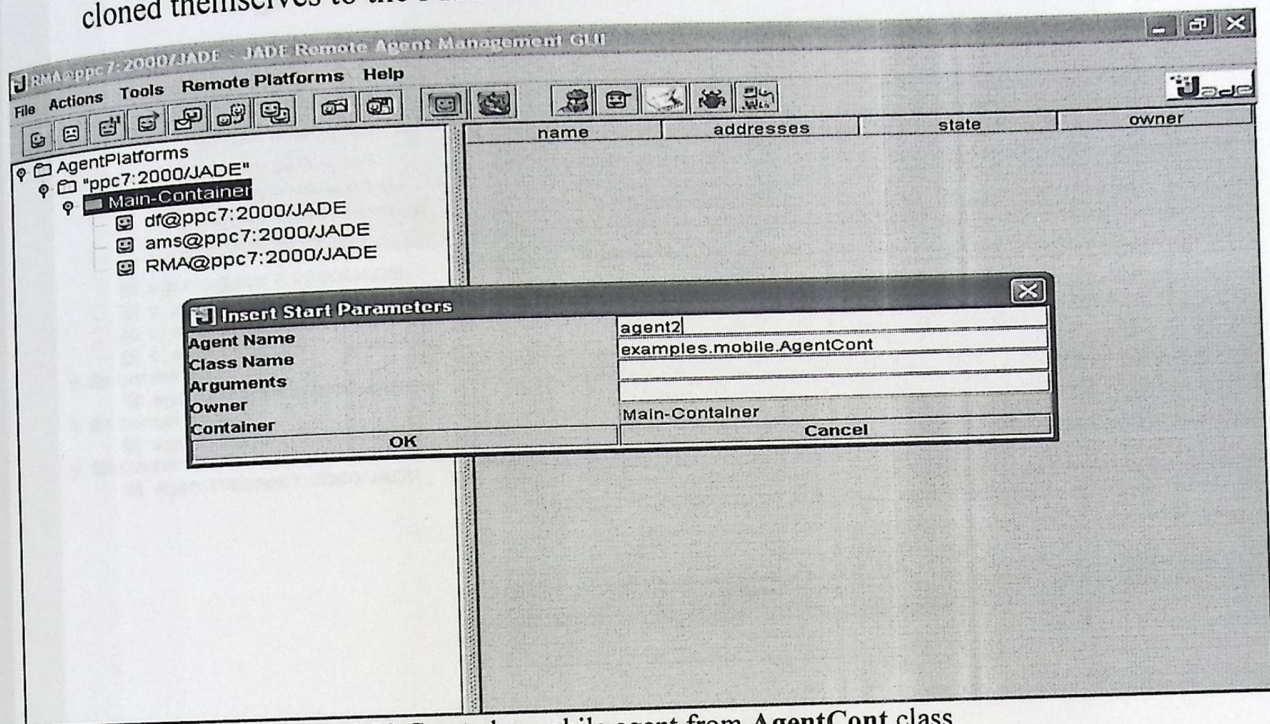 cloned themselves to the
RMA@ppc7:2000/JADE - JADE Remote Agent Management GUI
File Actions Tools Remote Platforms Help
Jade
name addresses state owner
AgentPlatforms
"ppc7:2000/JADE"
Main-Container
df@ppc7:2000/JADE
ams@ppc7:2000/JADE
RMA@ppc7:2000/JADE
Insert Start Parameters
Agent Name agent2
Class Name examples.mobile.AgentCont
Arguments
Owner
Container Main-Container
OK Cancel
mobile agent from AgentCont class